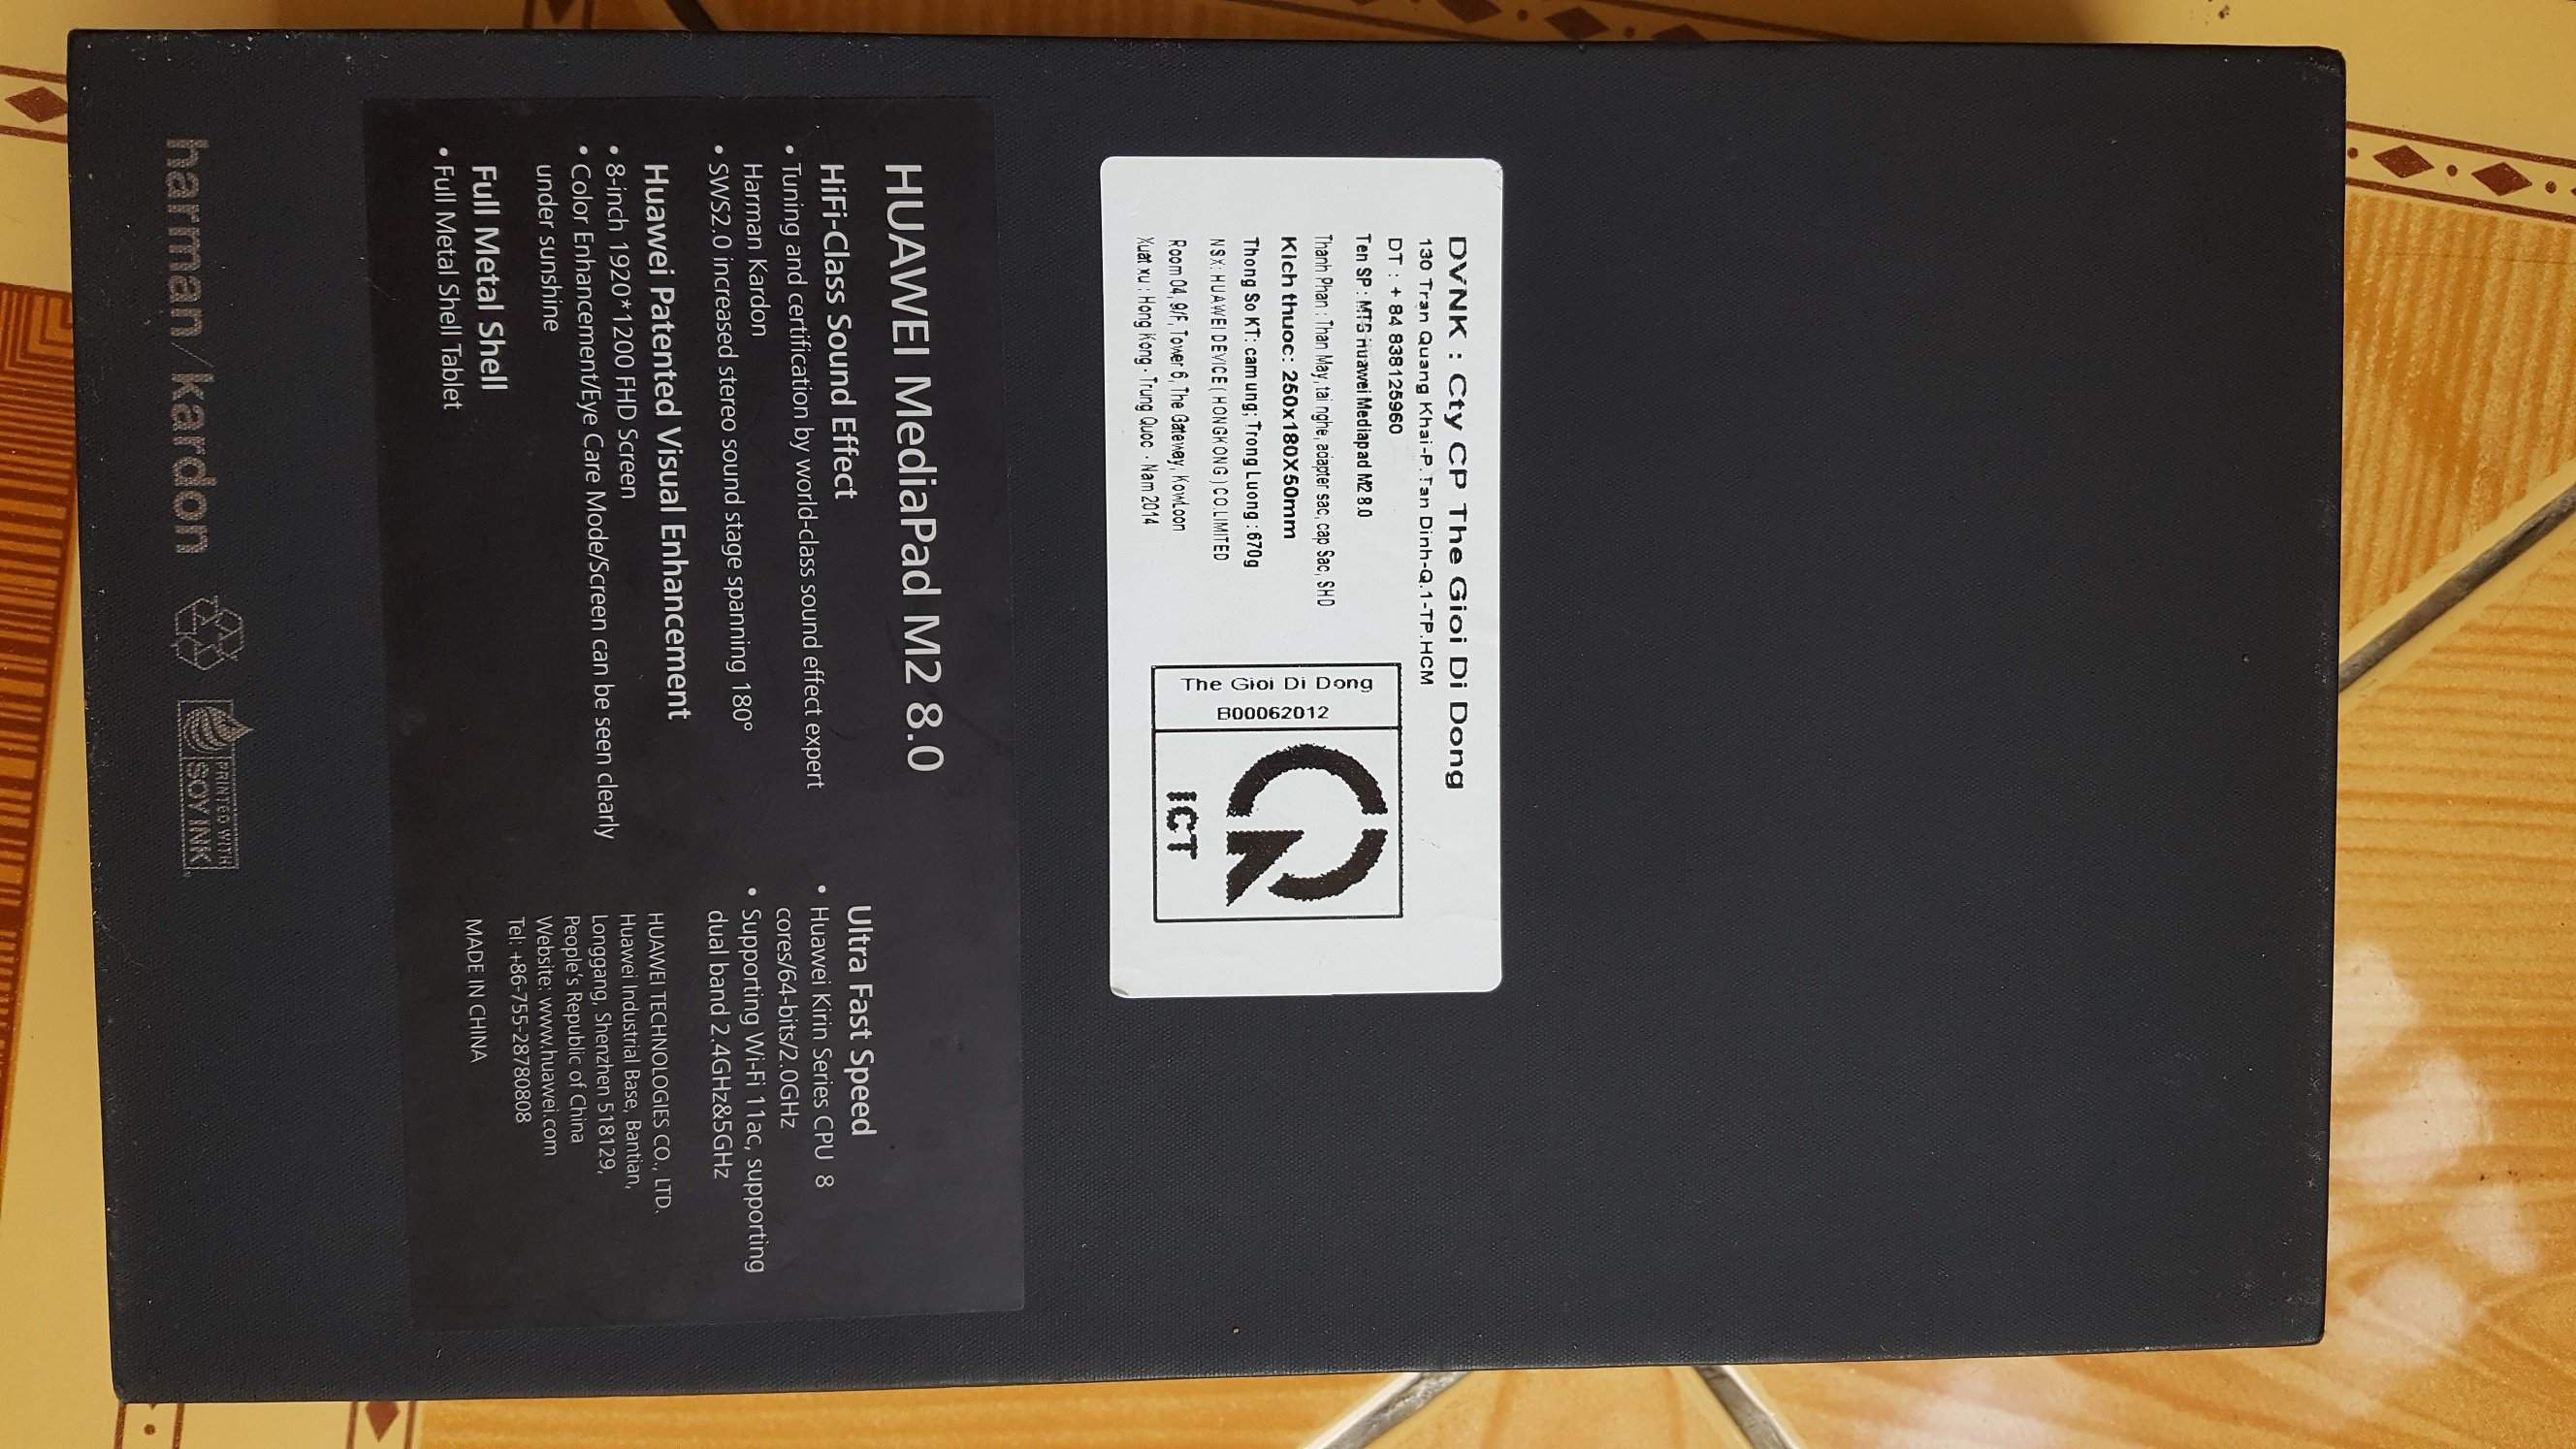 DVNK : Cty CP The Gioi Di Dong
130 Tran Quang Khai-P.Tan Dinh-Q.1-TP.HCM
DT : + 84 838125960
Ten SP : MTB Huawei Mediapad M2 8.0
Thanh Phan : Than May, tai nghe, adapter sac, cap Sac, SHD
Kich thuoc: 250x180X50mm
Thong So KT: cam ung; Trong Luong : 670g
NSX: HUAWEI DEVICE ( HONGKONG ) CO.LIMITED
Room 04, 9/F, Tower 6, The Gateway, KowLoon
Xuat xu : Hong Kong - Trung Quoc - Nam 2014
The Gioi Di Dong
B00062012
ICT
HUAWEI MediaPad M2 8.0
HiFi-Class Sound Effect
• Tuning and certification by world-class sound effect expert
Harman Kardon
• SWS2.0 increased stereo sound stage spanning 180°
Huawei Patented Visual Enhancement
• 8-inch 1920*1200 FHD Screen
• Color Enhancement/Eye Care Mode/Screen can be seen clearly
under sunshine
Full Metal Shell
• Full Metal Shell Tablet
Ultra Fast Speed
• Huawei Kirin Series CPU 8
cores/64-bits/2.0GHz
• Supporting Wi-Fi 11ac, supporting
dual band 2.4GHz&5GHz
HUAWEI TECHNOLOGIES CO., LTD.
Huawei Industrial Base, Bantian,
Longgang, Shenzhen 518129,
People's Republic of China
Website: www.huawei.com
Tel: +86-755-28780808
MADE IN CHINA
harman/kardon
PRINTED WITH
SOY INK